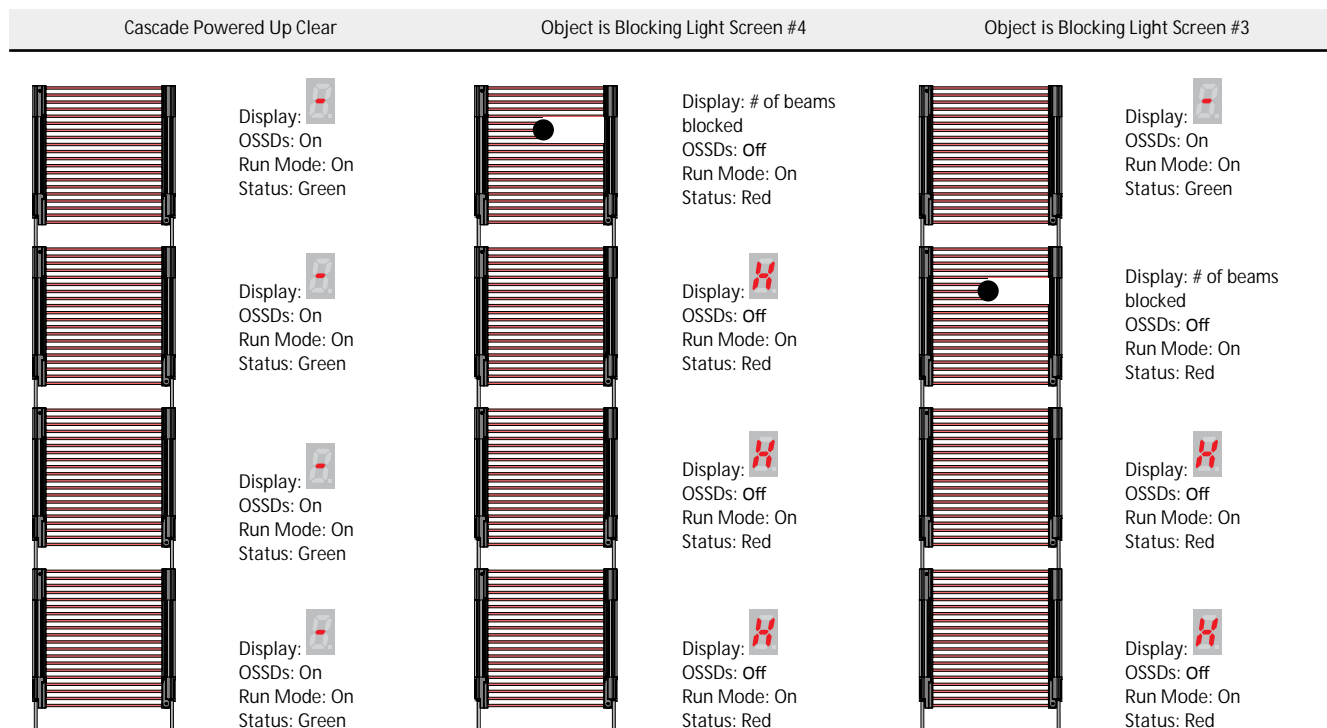 Cascade Powered Up Clear
Object is Blocking Light Screen #4
Object is Blocking Light Screen #3
Display: -
OSSDs: On
Run Mode: On
Status: Green
Display: # of beams
blocked
OSSDs: Off
Run Mode: On
Status: Red
Display: -
OSSDs: On
Run Mode: On
Status: Green
Display: -
OSSDs: On
Run Mode: On
Status: Green
Display: H
OSSDs: Off
Run Mode: On
Status: Red
Display: # of beams
blocked
OSSDs: Off
Run Mode: On
Status: Red
Display: -
OSSDs: On
Run Mode: On
Status: Green
Display: H
OSSDs: Off
Run Mode: On
Status: Red
Display: H
OSSDs: Off
Run Mode: On
Status: Red
Display: -
OSSDs: On
Run Mode: On
Status: Green
Display: H
OSSDs: Off
Run Mode: On
Status: Red
Display: H
OSSDs: Off
Run Mode: On
Status: Red